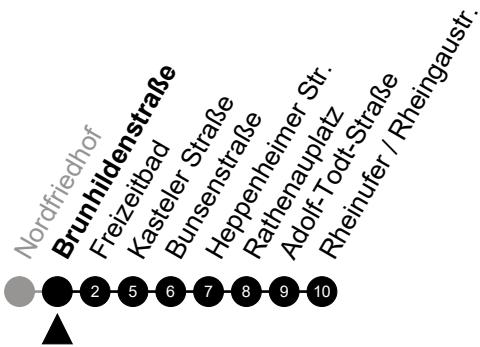 Nordfriedhof
Brunhildenstraße
Freizeitbad
Kasteler Straße
Bunsenstraße
Heppenheimer Str.
Rathenauplatz
Adolf-Todt-Straße
Rheinufer / Rheingaustr.
2 5 6 7 8 9 10